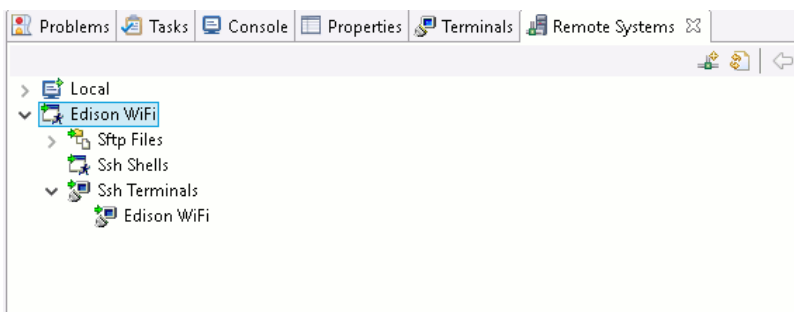 Problems Tasks Console Properties Terminals Remote Systems
Local
Edison WiFi
Sftp Files
Ssh Shells
Ssh Terminals
Edison WiFi